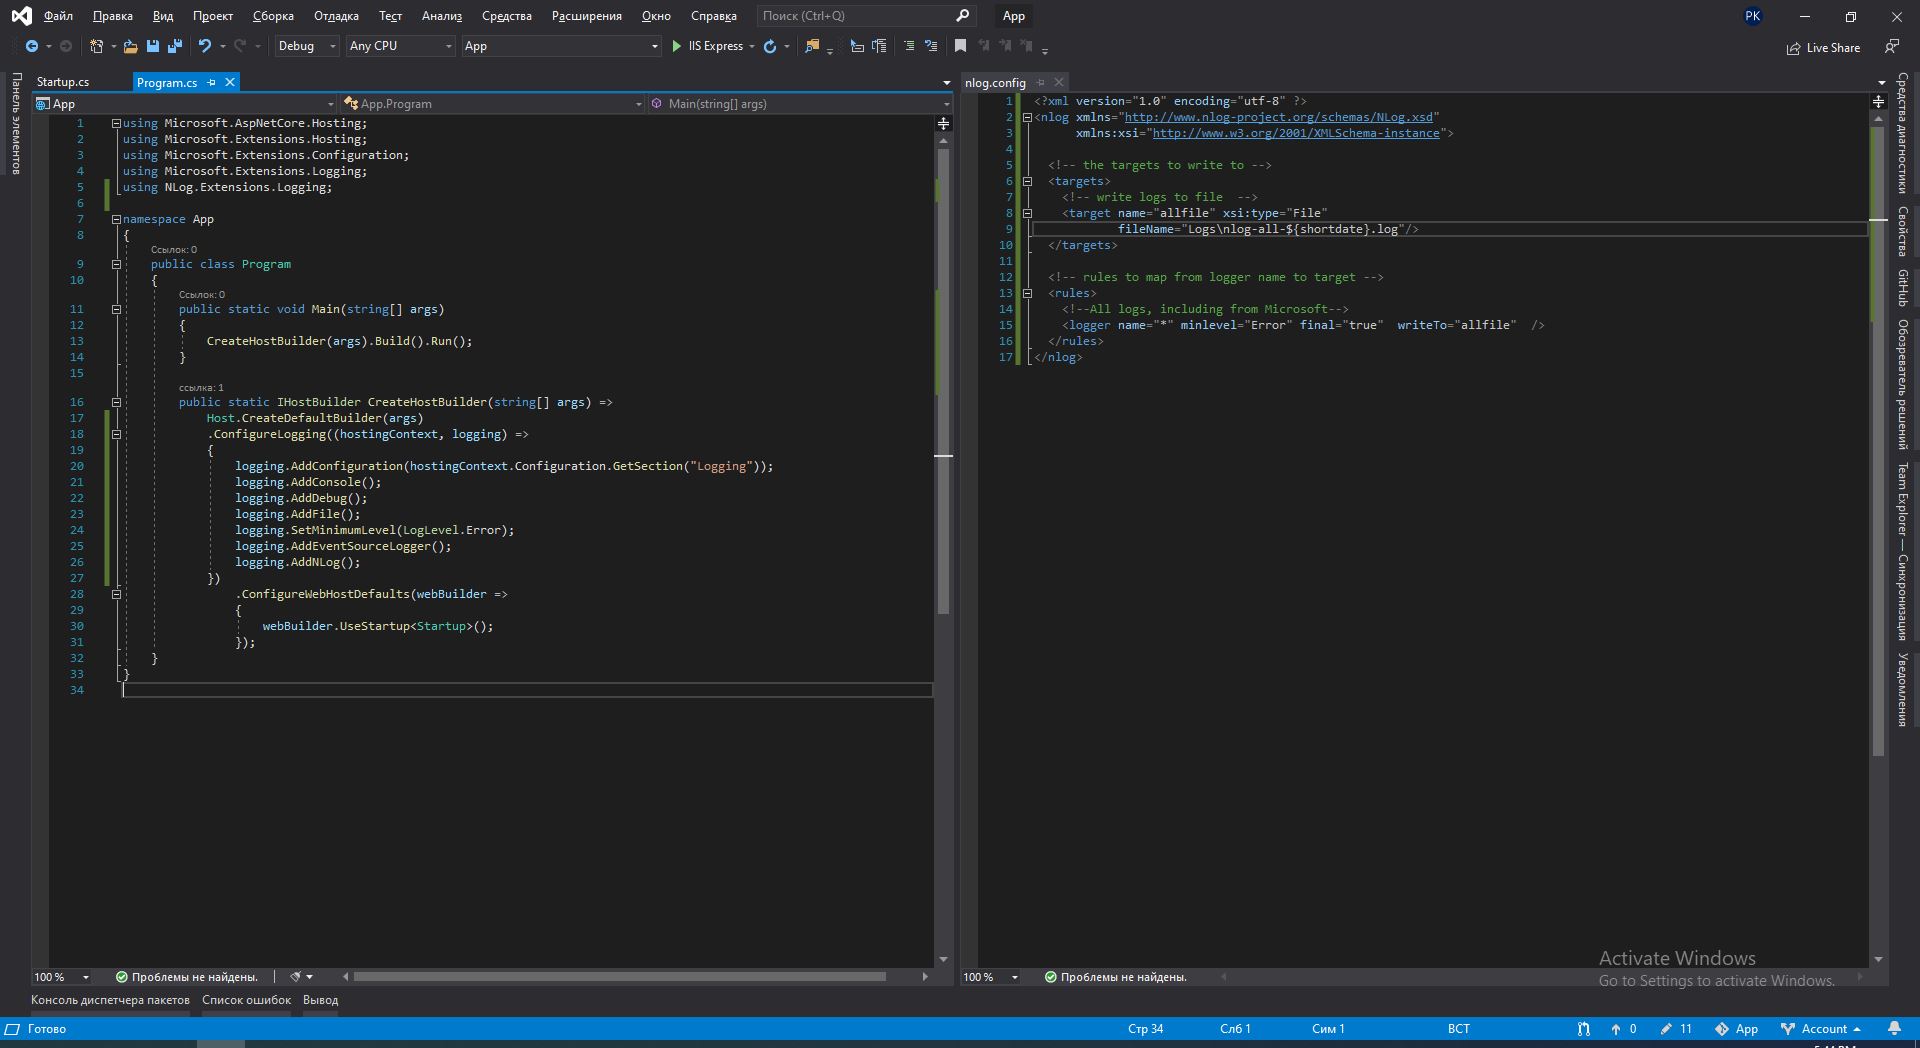 Файл Правка Вид Проект Сборка Отладка Тест Анализ Средства Расширения Окно Справка Поиск (Ctrl+Q) App PK
Debug Any CPU App IIS Express Live Share
Панель элементов
Startup.cs Program.cs
App App.Program Main(string[] args)
1 using Microsoft.AspNetCore.Hosting;
2 using Microsoft.Extensions.Hosting;
3 using Microsoft.Extensions.Configuration;
4 using Microsoft.Extensions.Logging;
5 using NLog.Extensions.Logging;
6
7 namespace App
8 {
Ссылок: 0
9 public class Program
10 {
Ссылок: 0
11 public static void Main(string[] args)
12 {
13 CreateHostBuilder(args).Build().Run();
14 }
15
ссылка: 1
16 public static IHostBuilder CreateHostBuilder(string[] args) =>
17 Host.CreateDefaultBuilder(args)
18 .ConfigureLogging((hostingContext, logging) =>
19 {
20 logging.AddConfiguration(hostingContext.Configuration.GetSection("Logging"));
21 logging.AddConsole();
22 logging.AddDebug();
23 logging.AddFile();
24 logging.SetMinimumLevel(LogLevel.Error);
25 logging.AddEventSourceLogger();
26 logging.AddNLog();
27 })
28 .ConfigureWebHostDefaults(webBuilder =>
29 {
30 webBuilder.UseStartup<Startup>();
31 });
32 }
33 }
34
100 % Проблемы не найдены.
nlog.config
1 <?xml version="1.0" encoding="utf-8" ?>
2 <nlog xmlns="http://www.nlog-project.org/schemas/NLog.xsd"
3 xmlns:xsi="http://www.w3.org/2001/XMLSchema-instance">
4
5 <!-- the targets to write to -->
6 <targets>
7 <!-- write logs to file -->
8 <target name="allfile" xsi:type="File"
9 fileName="Logs\nlog-all-${shortdate}.log"/>
10 </targets>
11
12 <!-- rules to map from logger name to target -->
13 <rules>
14 <!--All logs, including from Microsoft-->
15 <logger name="*" minlevel="Error" final="true" writeTo="allfile" />
16 </rules>
17 </nlog>
100 % Проблемы не найдены.
Средства диагностики
Свойства
GitHub
Обозреватель решений
Team Explorer — Синхронизация
Уведомления
Activate Windows
Go to Settings to activate Windows.
Консоль диспетчера пакетов Список ошибок Вывод
Готово Стр 34 Слб 1 Сим 1 ВСТ 0 11 App Account